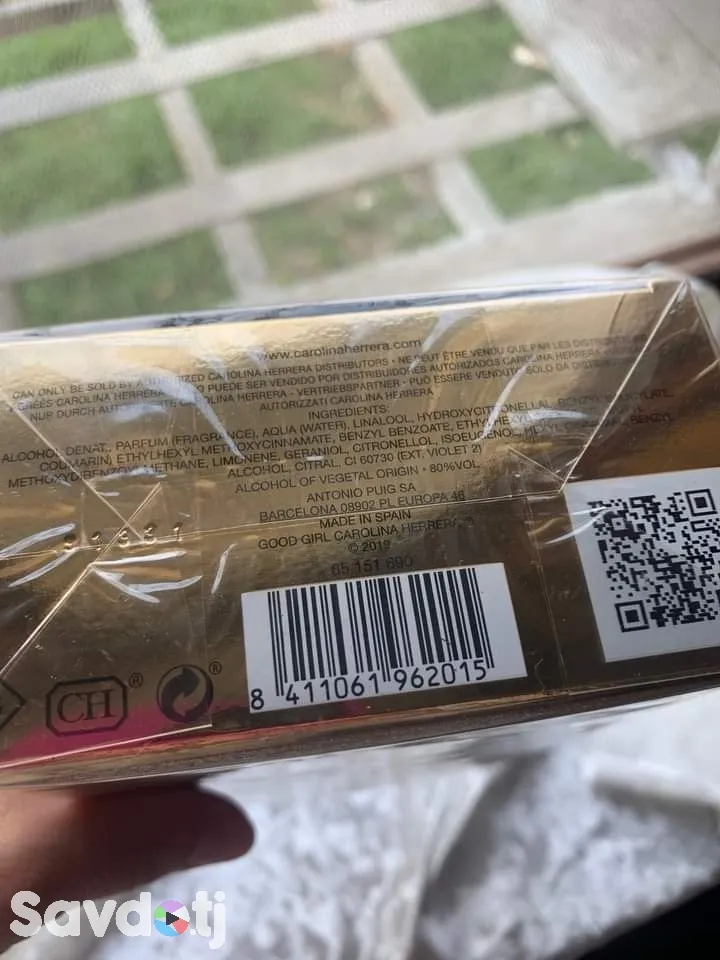 www.carolinaherrera.com
CAN ONLY BE SOLD BY AUTHORIZED CAROLINA HERRERA DISTRIBUTORS - NE PEUT ÊTRE VENDU QUE PAR LES
AGRÉÉS CAROLINA HERRERA PUEDE SER VENDIDO POR DISTRIBUIDORES AUTORIZADOS CAROLINA HERRERA
NUR DURCH CAROLINA HERRERA - VERTRIEBSPARTNER - PUÒ ESSERE VENDUTO SOLO DA
AUTORIZZATI CAROLINA HERRERA
INGREDIENTS:
ALCOHOL DENAT., PARFUM (FRAGRANCE), AQUA (WATER), LINALOOL, HYDROXYCITRONELLAL, BENZYL
COUMARIN, ETHYLHEXYL METHOXYCINNAMATE, BENZYL BENZOATE,
METHANE, LIMONENE, GERANIOL, CITRONELLOL, ISOEUGENOL, BENZYL
ALCOHOL, CITRAL, CI 60730 (EXT. VIOLET 2)
ALCOHOL OF VEGETAL ORIGIN - 80%VOL.
ANTONIO PUIG SA
BARCELONA 08902 PL.EUROPA 46
MADE IN SPAIN
GOOD GIRL CAROLINA HERRERA
© 2019
65 151 690
CH ®
®
8 411061 962015
Savdo.tj